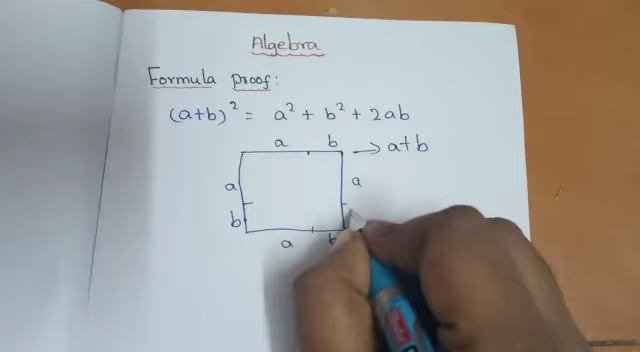 Algebra
Formula proof:
(a+b)² = a² + b² + 2ab
a b → a+b
a a
b
a b